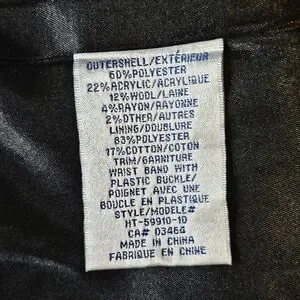 OUTERSHELL/EXTÉRIEUR
60%POLYESTER
22%ACRYLIC/ACRYLIQUE
12%WOOL/LAINE
4%RAYON/RAYONNE
2%OTHER/AUTRES
LINING/DOUBLURE
83%POLYESTER
17%COTTON/COTON
TRIM/GARNITURE
WAIST BAND WITH
PLASTIC BUCKLE/
POIGNET AVEC UNE
BOUCLE EN PLASTIQUE
STYLE/MODELE#
HT-59910-10
CA# 03464
MADE IN CHINA
FABRIQUE EN CHINE